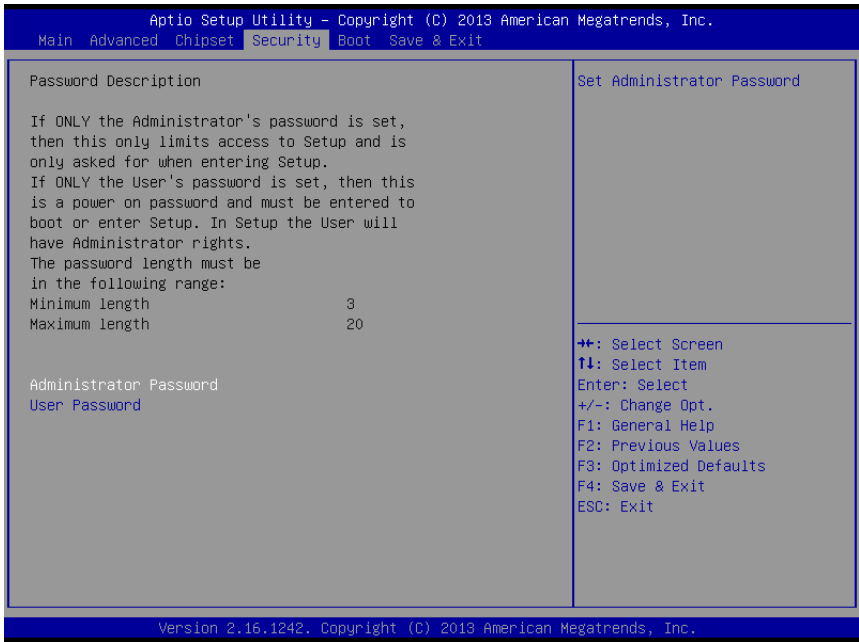 Aptio Setup Utility – Copyright (C) 2013 American Megatrends, Inc.
Main Advanced Chipset Security Boot Save & Exit
Password Description
If ONLY the Administrator's password is set,
then this only limits access to Setup and is
only asked for when entering Setup.
If ONLY the User's password is set, then this
is a power on password and must be entered to
boot or enter Setup. In Setup the User will
have Administrator rights.
The password length must be
in the following range:
Minimum length 3
Maximum length 20
Administrator Password
User Password
Set Administrator Password
→←: Select Screen
↑↓: Select Item
Enter: Select
+/-: Change Opt.
F1: General Help
F2: Previous Values
F3: Optimized Defaults
F4: Save & Exit
ESC: Exit
Version 2.16.1242. Copyright (C) 2013 American Megatrends, Inc.